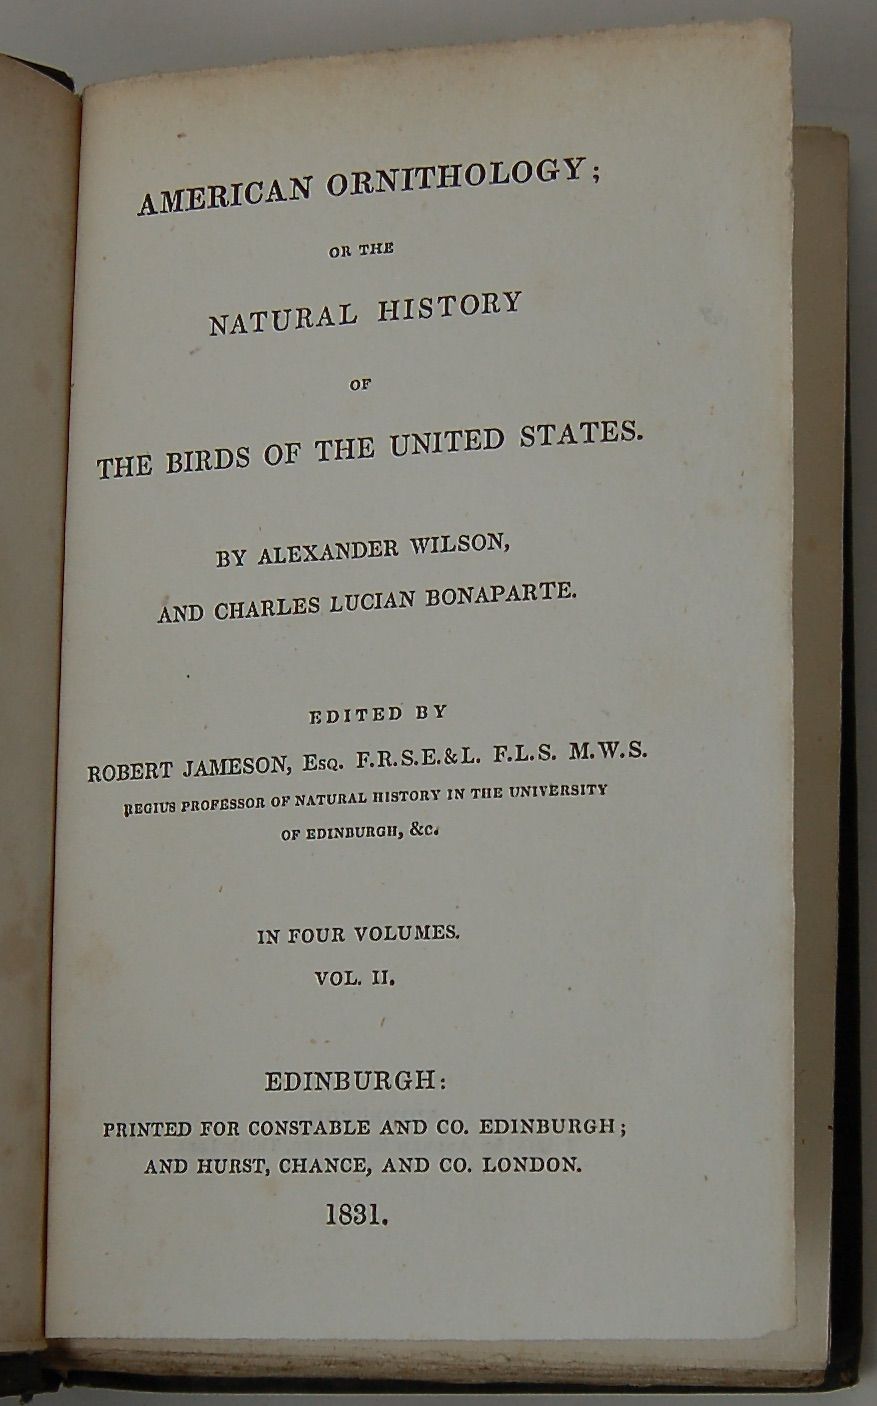 AMERICAN ORNITHOLOGY;
OR THE
NATURAL HISTORY
OF
THE BIRDS OF THE UNITED STATES.
BY ALEXANDER WILSON,
AND CHARLES LUCIAN BONAPARTE.
EDITED BY
ROBERT JAMESON, Esq. F.R.S.E.&L. F.L.S. M.W.S.
REGIUS PROFESSOR OF NATURAL HISTORY IN THE UNIVERSITY
OF EDINBURGH, &c.
IN FOUR VOLUMES.
VOL. II.
EDINBURGH:
PRINTED FOR CONSTABLE AND CO. EDINBURGH;
AND HURST, CHANCE, AND CO. LONDON.
1831.